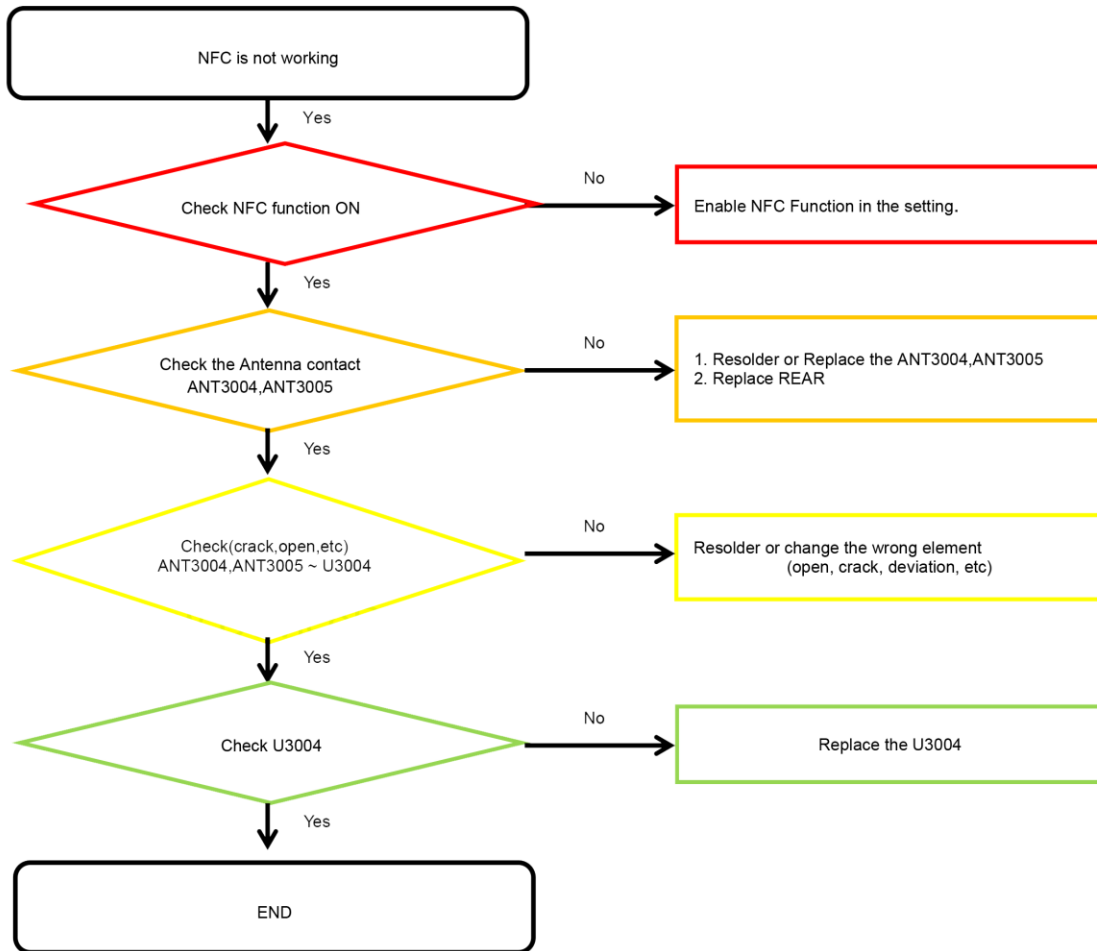 NFC is not working
Yes
Check NFC function ON
No
Enable NFC Function in the setting.
Yes
Check the Antenna contact
ANT3004,ANT3005
No
1. Resolder or Replace the ANT3004,ANT3005
2. Replace REAR
Yes
Check(crack,open,etc)
ANT3004,ANT3005 ~ U3004
No
Resolder or change the wrong element
(open, crack, deviation, etc)
Yes
Check U3004
No
Replace the U3004
Yes
END